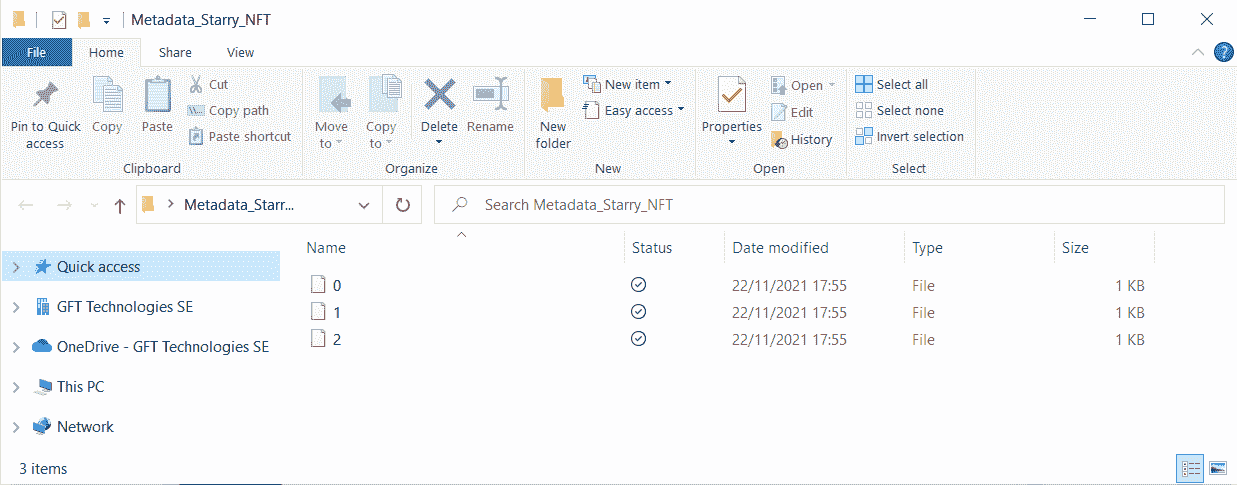 Metadata_Starry_NFT
File Home Share View
Pin to Quick access
Copy
Paste
Cut
Copy path
Paste shortcut
Clipboard
Move to
Copy to
Delete
Rename
Organize
New folder
New item
Easy access
New
Properties
Open
Edit
History
Open
Select all
Select none
Invert selection
Select
Metadata_Starr...
Search Metadata_Starry_NFT
Quick access
GFT Technologies SE
OneDrive - GFT Technologies SE
This PC
Network
Name Status Date modified Type Size
0 22/11/2021 17:55 File 1 KB
1 22/11/2021 17:55 File 1 KB
2 22/11/2021 17:55 File 1 KB
3 items